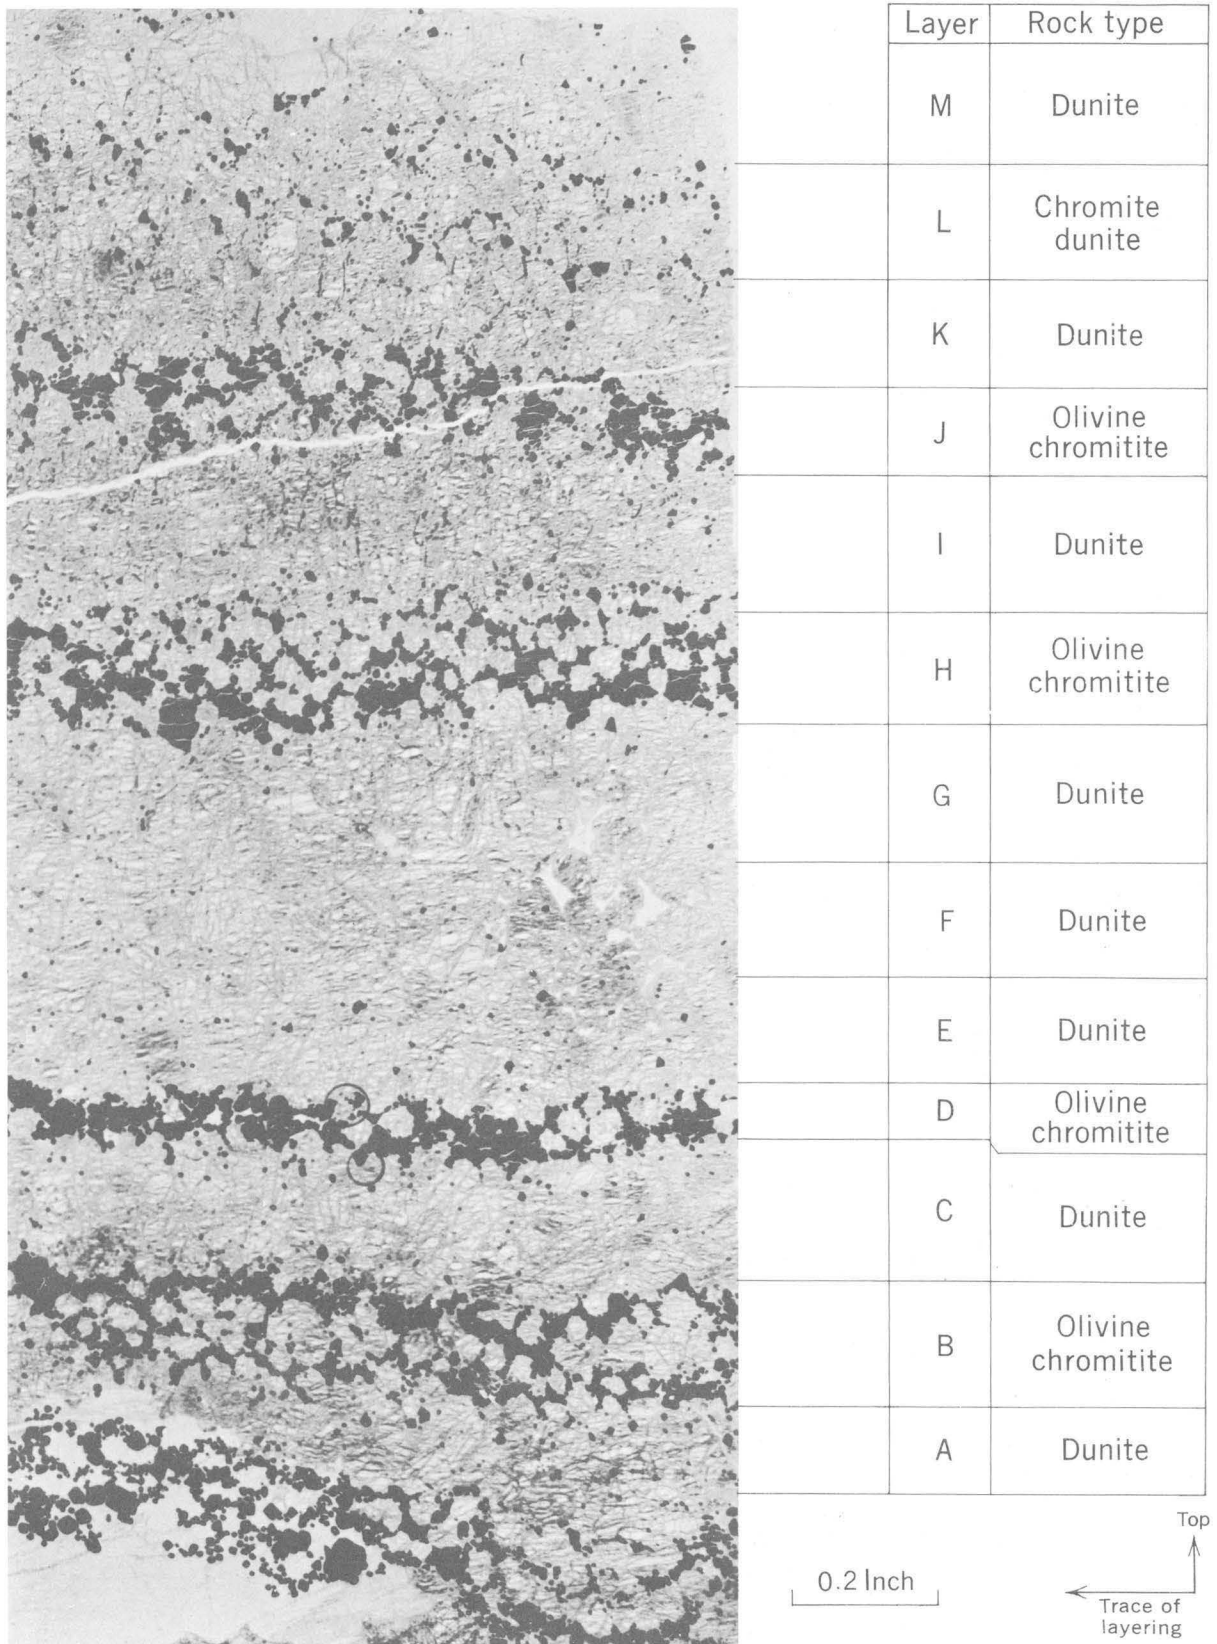 Layer Rock type
M Dunite
L Chromite
dunite
K Dunite
J Olivine
chromitite
I Dunite
H Olivine
chromitite
G Dunite
F Dunite
E Dunite
D Olivine
chromitite
C Dunite
B Olivine
chromitite
A Dunite
0.2 Inch
Top
Trace of
layering